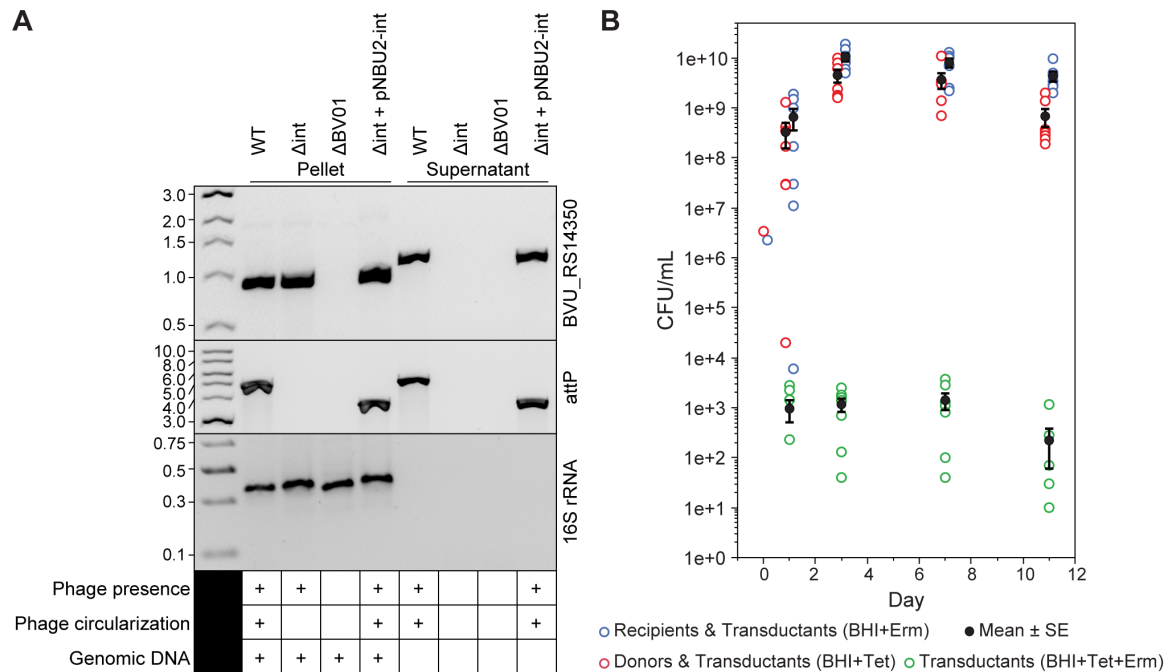 A
WT
Δint
ΔBV01
Δint + pNBU2-int
WT
Δint
ΔBV01
Δint + pNBU2-int
Pellet
Supernatant
3.0
2.0
1.5
1.0
0.5
BVU_RS14350
10.0
8.0
6.0
5.0
4.0
3.0
attP
0.75
0.5
0.3
0.1
16S rRNA
Phage presence + + + + +
Phage circularization + + + +
Genomic DNA + + + +
B
1e+10
1e+9
1e+8
1e+7
1e+6
1e+5
1e+4
1e+3
1e+2
1e+1
1e+0
CFU/mL
0 2 4 6 8 10 12
Day
Recipients & Transductants (BHI+Erm)
Mean ± SE
Donors & Transductants (BHI+Tet)
Transductants (BHI+Tet+Erm)